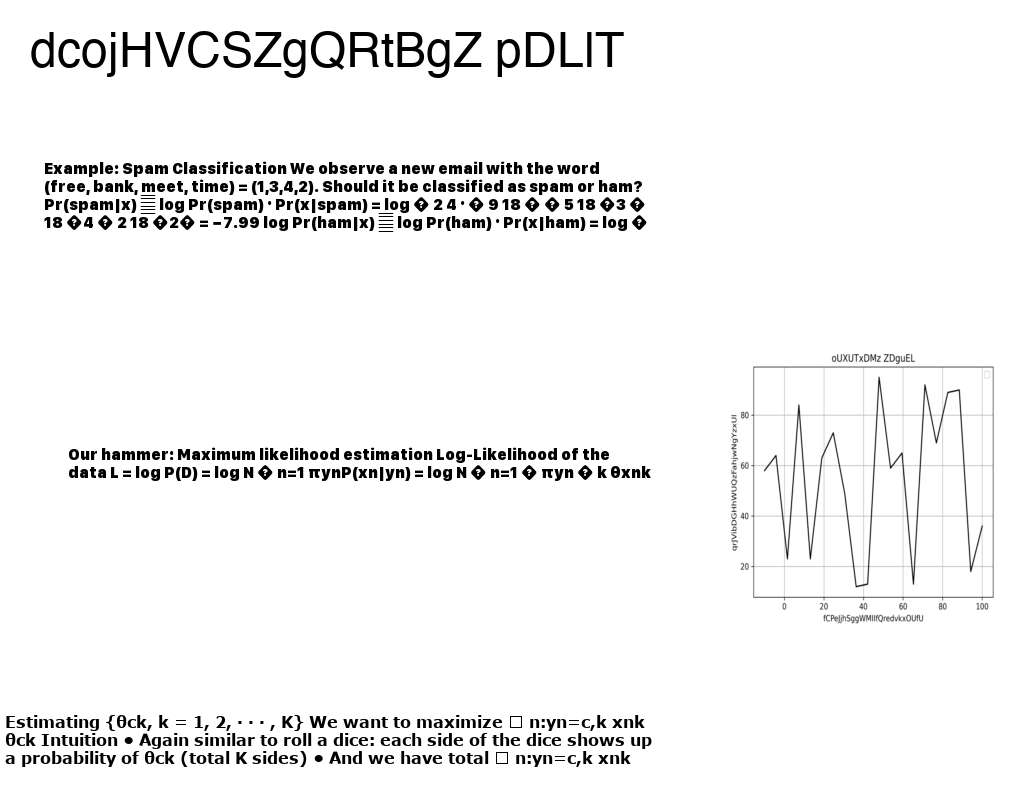 dcojHVCSZgQRtBgZ pDLIT
Example: Spam Classification We observe a new email with the word
(free, bank, meet, time) = (1,3,4,2). Should it be classified as spam or ham?
Pr(spam|x) log Pr(spam) · Pr(x|spam) = log � 2 4 · � 9 18 � � 5 18 �3 �
18 �4 � 2 18 �2� = −7.99 log Pr(ham|x) log Pr(ham) · Pr(x|ham) = log �
Our hammer: Maximum likelihood estimation Log-Likelihood of the
data L = log P(D) = log N � n=1 πynP(xn|yn) = log N � n=1 � πyn � k θxnk
oUXUTxDMz ZDguEL
80
60
40
20
0 20 40 60 80 100
Estimating {θck, k = 1, 2, · · · , K} We want to maximize □ n:yn=c,k xnk
θck Intuition • Again similar to roll a dice: each side of the dice shows up
a probability of θck (total K sides) • And we have total □ n:yn=c,k xnk